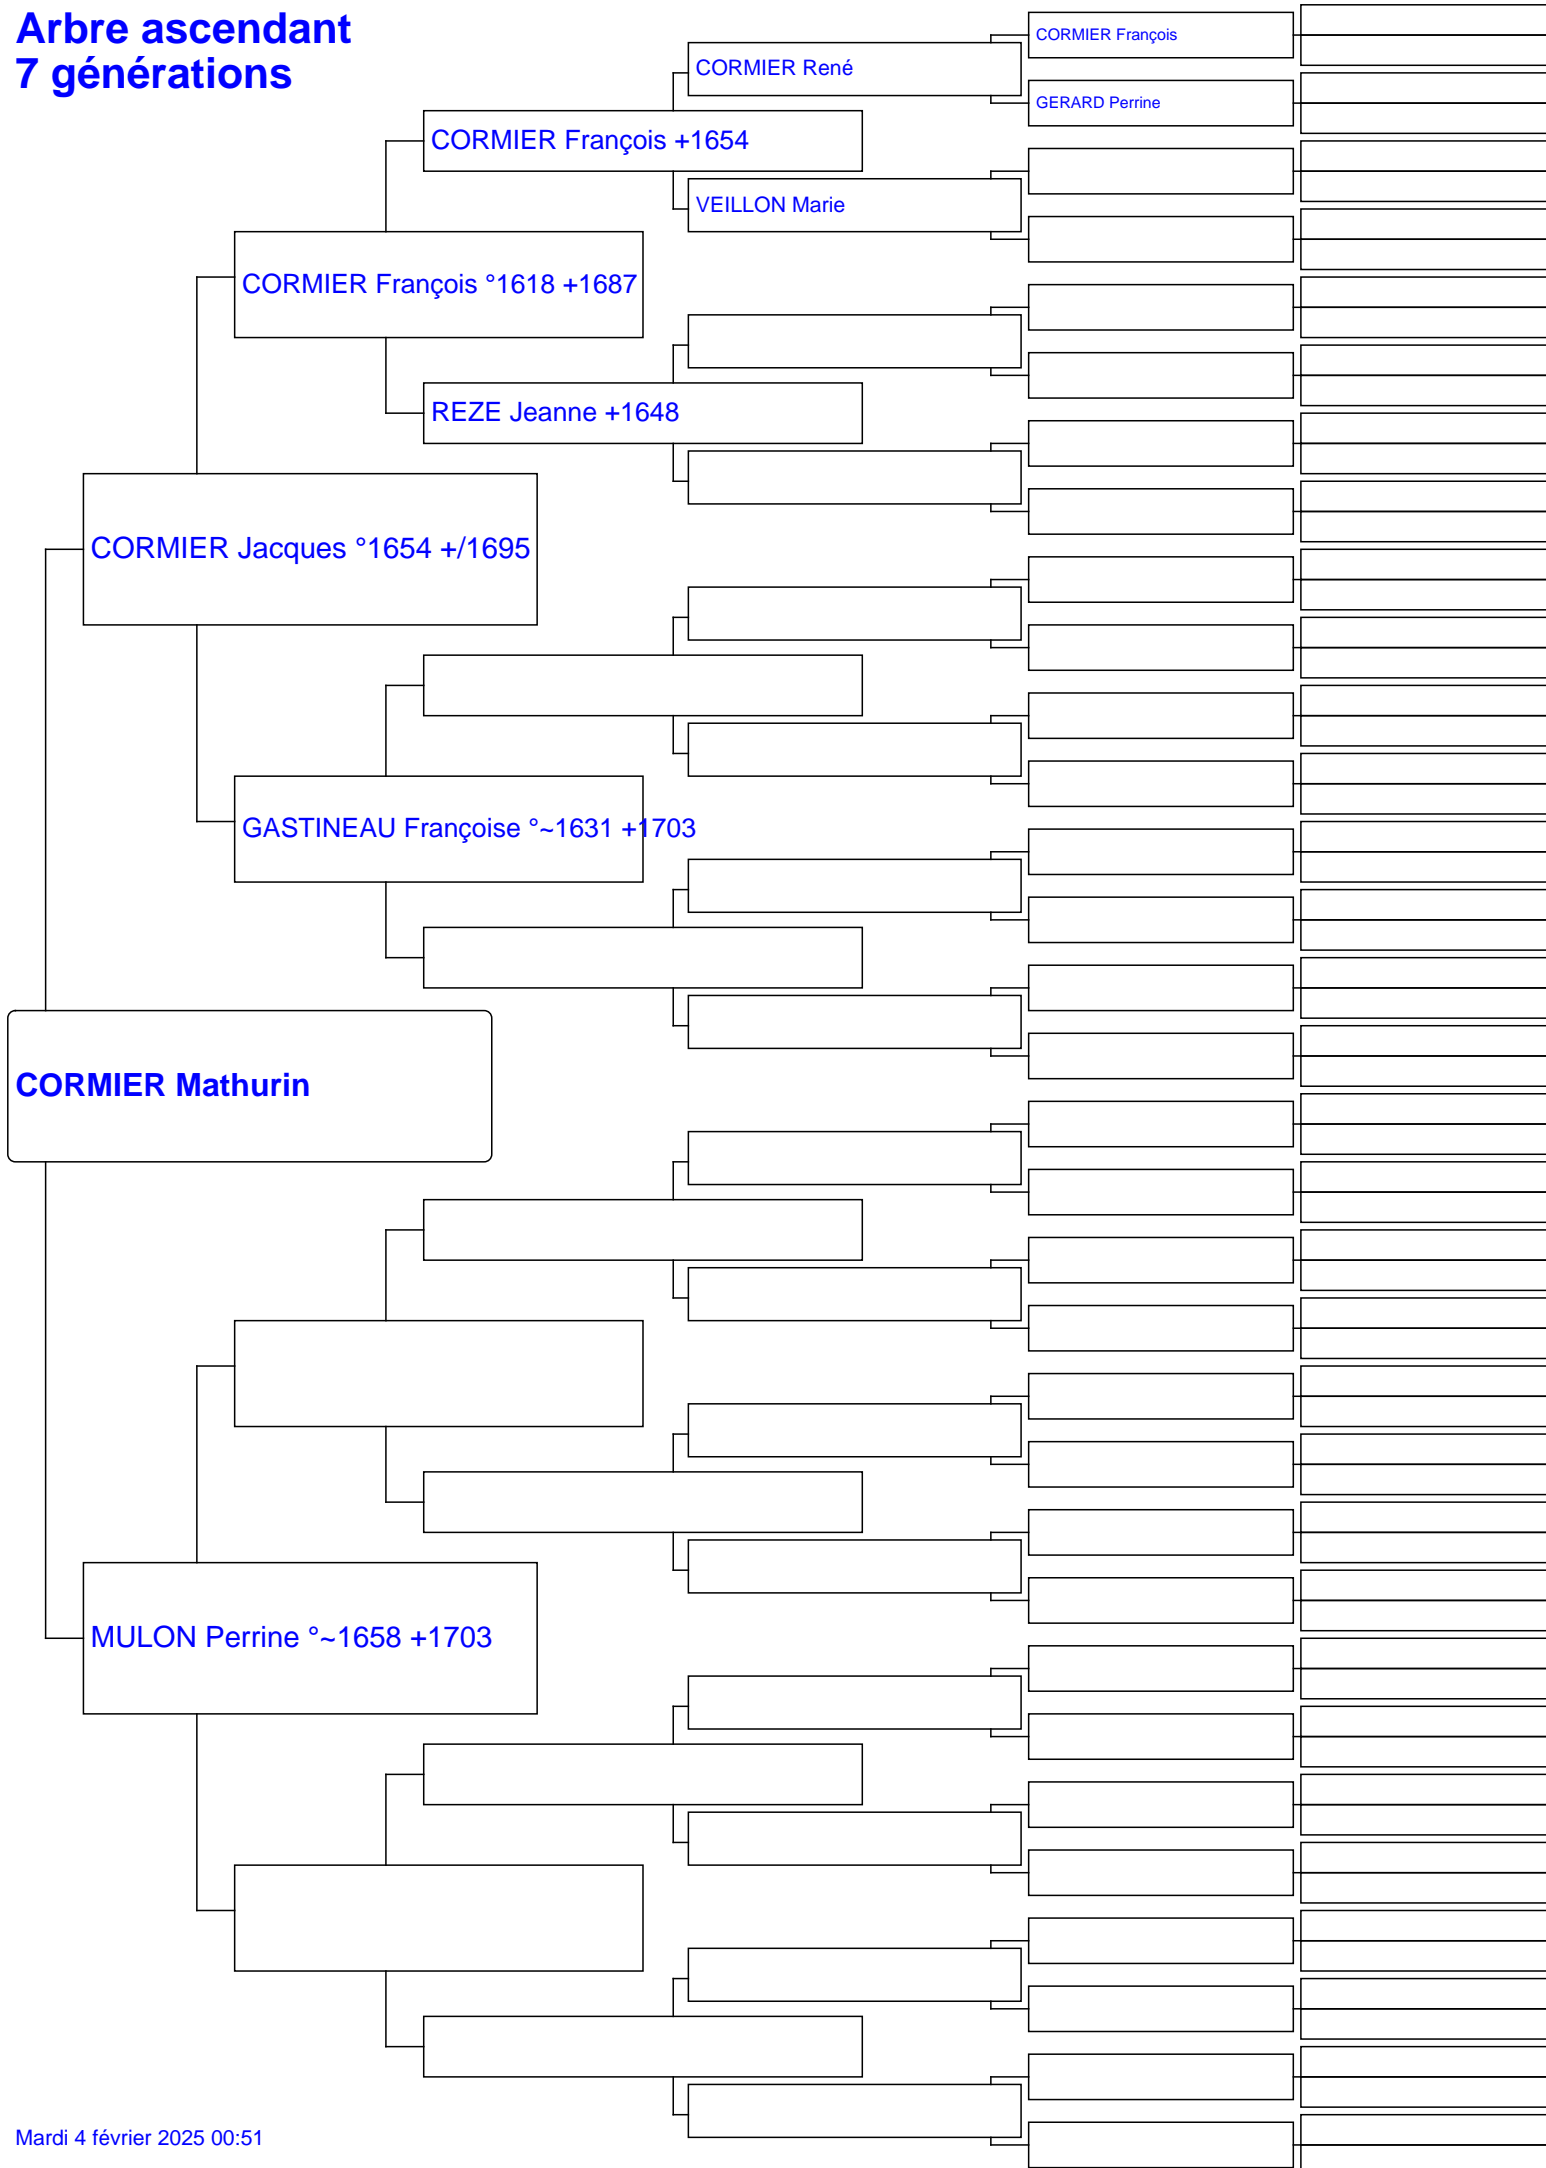 Arbre ascendant
7 générations
CORMIER François
CORMIER René
GERARD Perrine
CORMIER François +1654
VEILLON Marie
CORMIER François °1618 +1687
REZE Jeanne +1648
CORMIER Jacques °1654 +/1695
GASTINEAU Françoise °~1631 +1703
CORMIER Mathurin
MULON Perrine °~1658 +1703
Mardi 4 février 2025 00:51